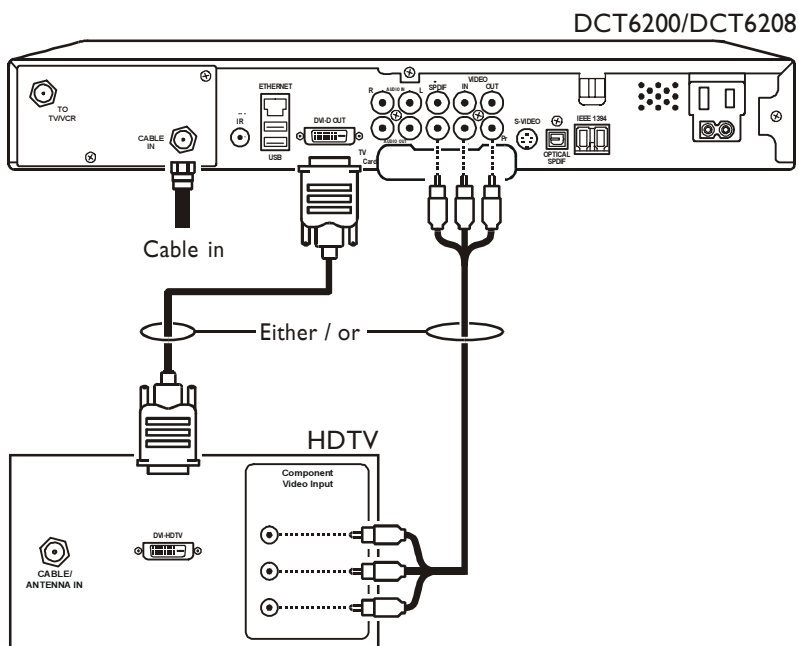 DCT6200/DCT6208
TO
TV/VCR
CABLE
IN
IR
ETHERNET
USB
DVI-D OUT
TV
Card
R
AUDIO IN
L
SPDIF
VIDEO
IN
OUT
AUDIO OUT
Pr
S-VIDEO
OPTICAL
SPDIF
IEEE 1394
Cable in
Either / or
HDTV
Component
Video Input
DVI-HDTV
CABLE/
ANTENNA IN